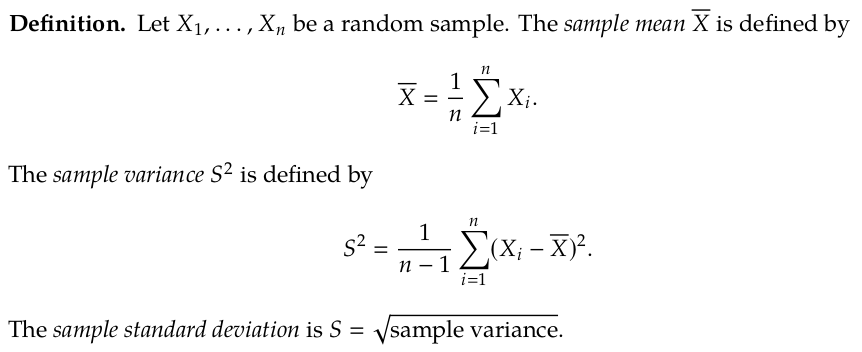 Definition. Let $X_1, \ldots, X_n$ be a random sample. The sample mean $\overline{X}$ is defined by
$$\overline{X} = \frac{1}{n} \sum_{i=1}^{n} X_i.$$
The sample variance $S^2$ is defined by
$$S^2 = \frac{1}{n-1} \sum_{i=1}^{n} (X_i - \overline{X})^2.$$
The sample standard deviation is $S = \sqrt{\text{sample variance}}$.